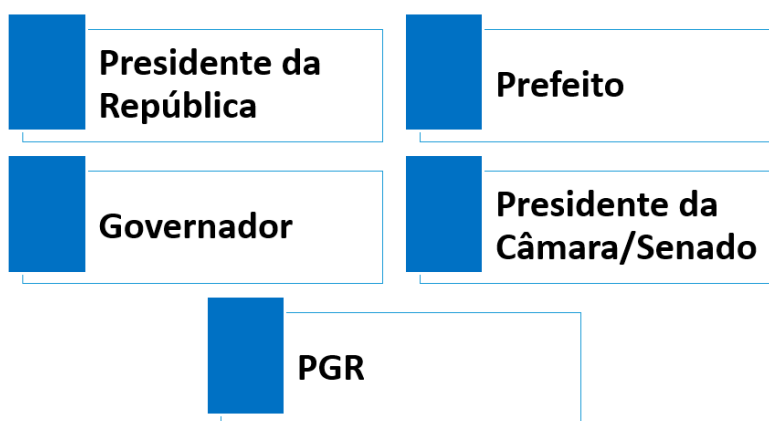 Presidente da
República
Prefeito
Governador
Presidente da
Câmara/Senado
PGR